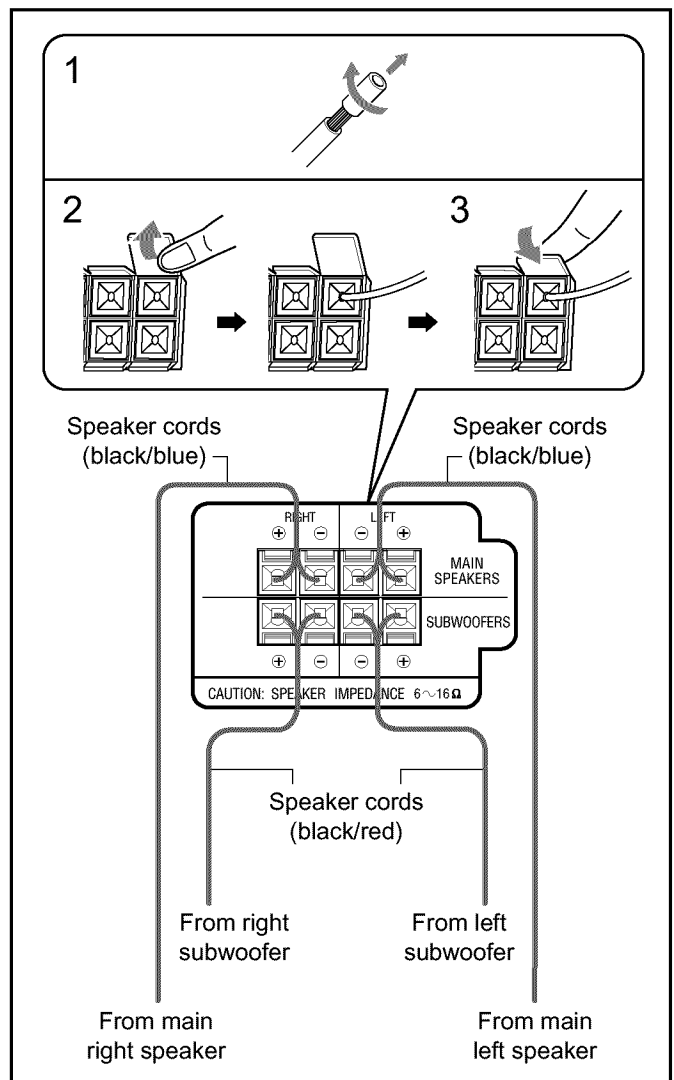 1
2
3
Speaker cords
(black/blue)
Speaker cords
(black/blue)
RIGHT
LEFT
⊕ ⊖ ⊖ ⊕
MAIN
SPEAKERS
SUBWOOFERS
⊕ ⊖ ⊖ ⊕
CAUTION: SPEAKER IMPEDANCE 6~16 Ω
Speaker cords
(black/red)
From right
subwoofer
From left
subwoofer
From main
right speaker
From main
left speaker